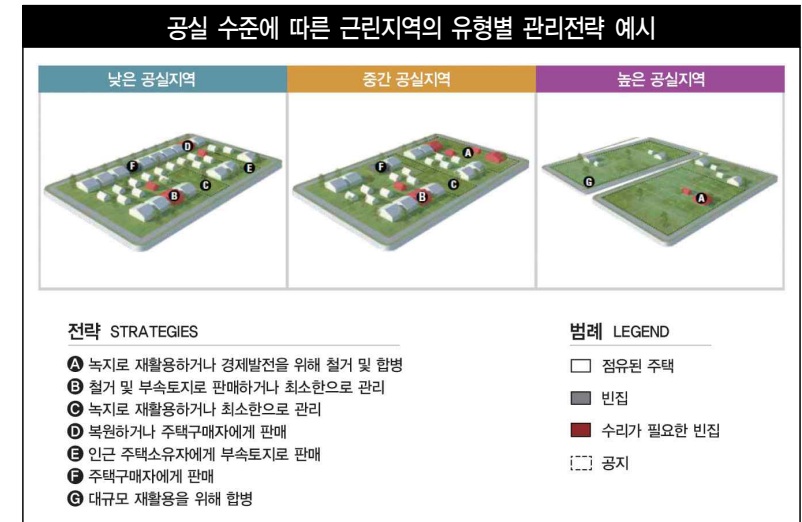 공실 수준에 따른 근린지역의 유형별 관리전략 예시
낮은 공실지역 중간 공실지역 높은 공실지역
D
F
E
C
B
A
F
C
B
G
A
전략 STRATEGIES
A 녹지로 재활용하거나 경제발전을 위해 철거 및 합병
B 철거 및 부속토지로 판매하거나 최소한으로 관리
C 녹지로 재활용하거나 최소한으로 관리
D 복원하거나 주택구매자에게 판매
E 인근 주택소유자에게 부속토지로 판매
F 주택구매자에게 판매
G 대규모 재활용을 위해 합병
범례 LEGEND
점유된 주택
빈집
수리가 필요한 빈집
공지